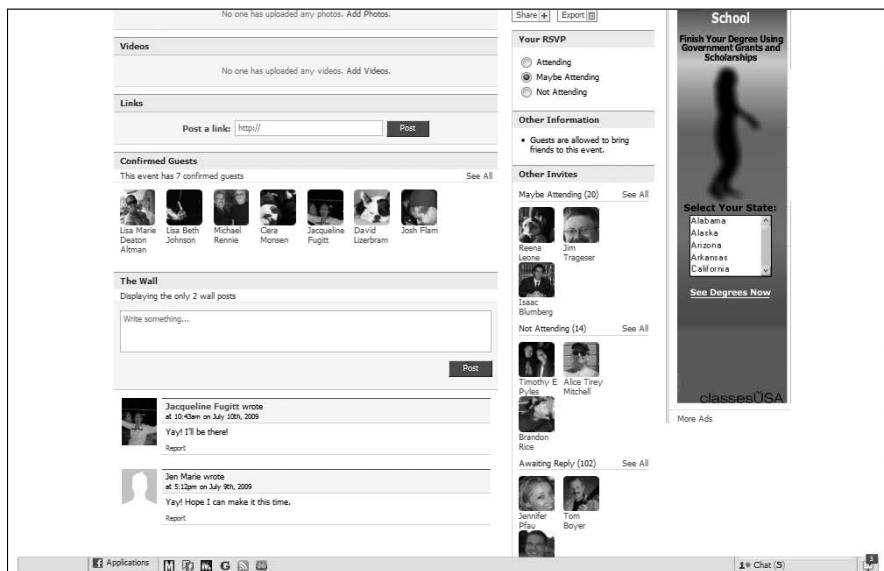 No one has uploaded any photos. Add Photos.
Videos
No one has uploaded any videos. Add Videos.
Links
Post a link: http:// Post
Confirmed Guests
This event has 7 confirmed guests See All
Lisa Marie Deaton Altman
Lisa Beth Johnson
Michael Rennie
Cera Monsen
Jacqueline Fugitt
David Lizerbram
Josh Flam
The Wall
Displaying the only 2 wall posts
Write something...
Post
Jacqueline Fugitt wrote
at 10:43am on July 10th, 2009
Yay! I'll be there!
Report
Jen Marie wrote
at 5:12pm on July 9th, 2009
Yay! Hope I can make it this time.
Report
Share + Export
Your RSVP
Attending
Maybe Attending
Not Attending
Other Information
• Guests are allowed to bring
friends to this event.
Other Invites
Maybe Attending (20) See All
Reena Leone
Jim Trageser
Isaac Blumberg
Not Attending (14) See All
Timothy E Pyles
Alice Tirey Mitchell
Brandon Rice
Awaiting Reply (102) See All
Jennifer Pfau
Tom Boyer
School
Finish Your Degree Using
Government Grants and
Scholarships
Select Your State:
Alabama
Alaska
Arizona
Arkansas
California
See Degrees Now
classesUSA
More Ads
Applications
Chat (5)
3